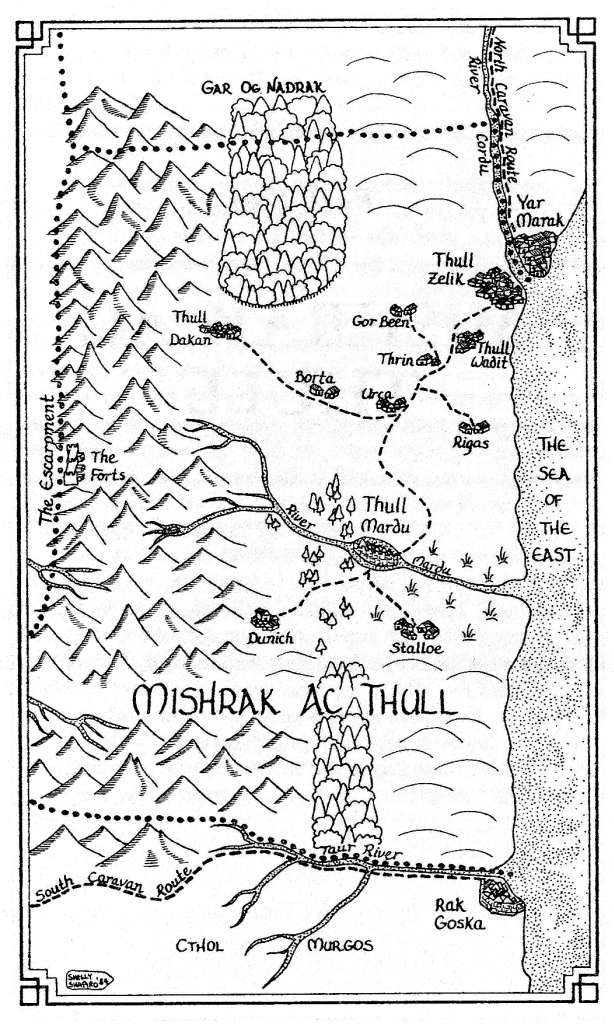 GAR OG NADRAK
North Caravan Route
Cordu
River
Yar
Marak
Thull
Zelik
Thull
Dakan
Gor Been
Thrin
Thull
Wadit
Borta
Urca
Rigas
The Escarpment
The
Forts
THE
SEA
OF
THE
EAST
River
Thull
Mardu
Mardu
Dunich
Stalloe
MISHRAK AC THULL
Taur River
South Caravan Route
Rak
Goska
CTHOL MURGOS
SHELLY
SHAPIRO '84